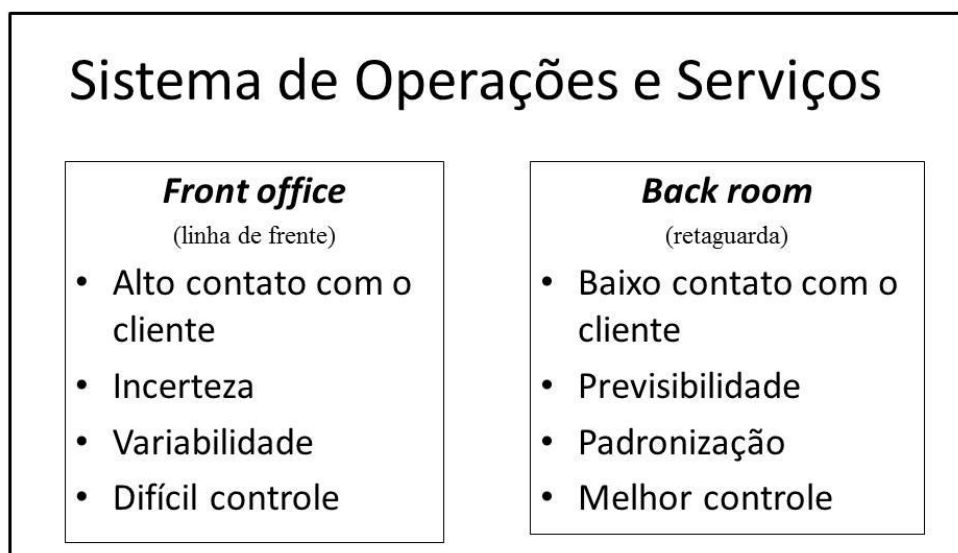 Sistema de Operações e Serviços
Front office
(linha de frente)
• Alto contato com o
cliente
• Incerteza
• Variabilidade
• Difícil controle
Back room
(retaguarda)
• Baixo contato com o
cliente
• Previsibilidade
• Padronização
• Melhor controle